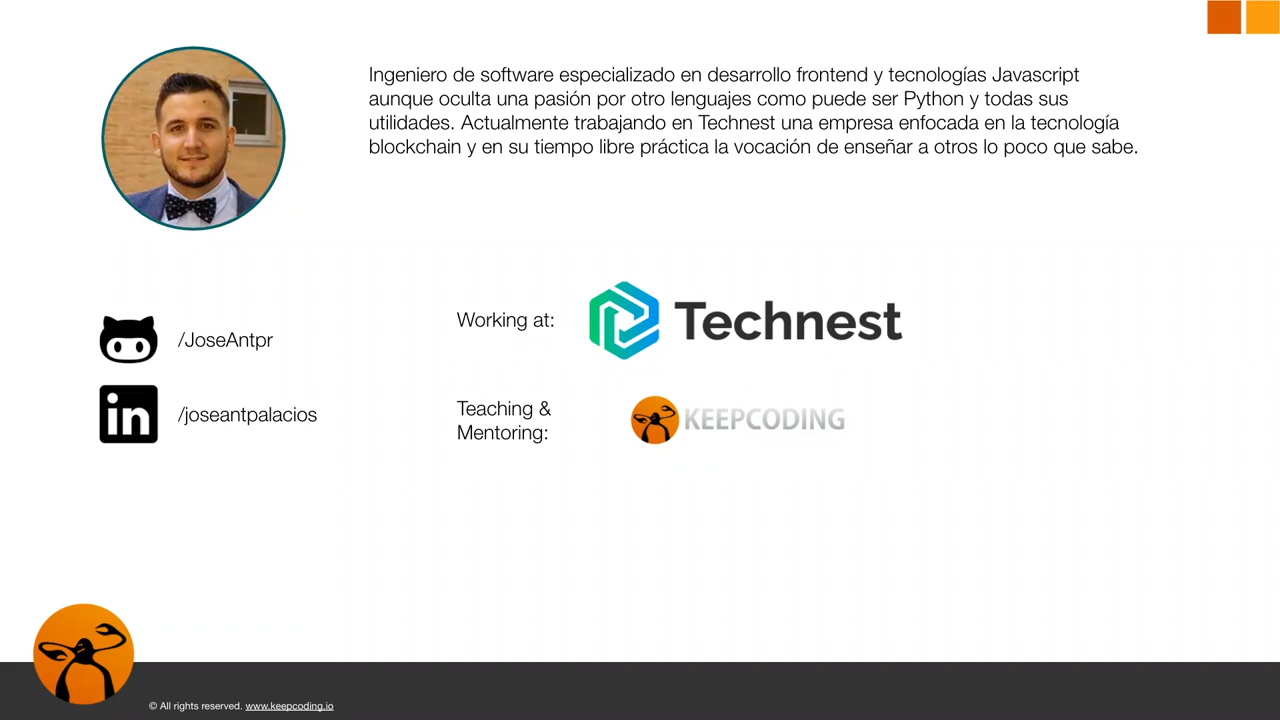 Ingeniero de software especializado en desarrollo frontend y tecnologías Javascript
aunque oculta una pasión por otro lenguajes como puede ser Python y todas sus
utilidades. Actualmente trabajando en Technest una empresa enfocada en la tecnología
blockchain y en su tiempo libre práctica la vocación de enseñar a otros lo poco que sabe.
/JoseAntpr
in
/joseantpalacios
Working at:
Technest
Teaching &
Mentoring:
KEEPCODING
© All rights reserved. www.keepcoding.io